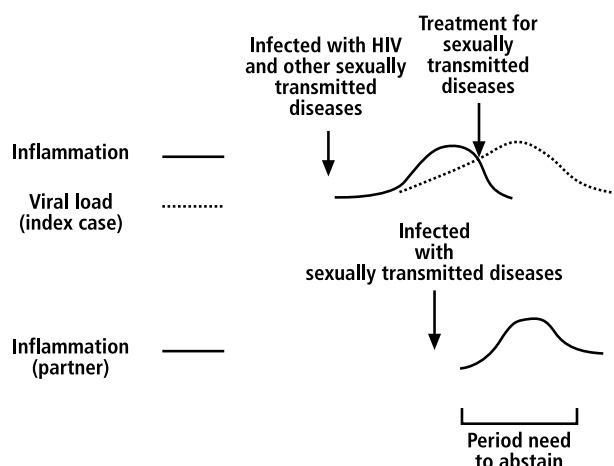 Infected with HIV
and other sexually
transmitted
diseases
Treatment for
sexually
transmitted
diseases
Inflammation
Viral load
(index case)
Infected
with
sexually transmitted diseases
Inflammation
(partner)
Period need
to abstain